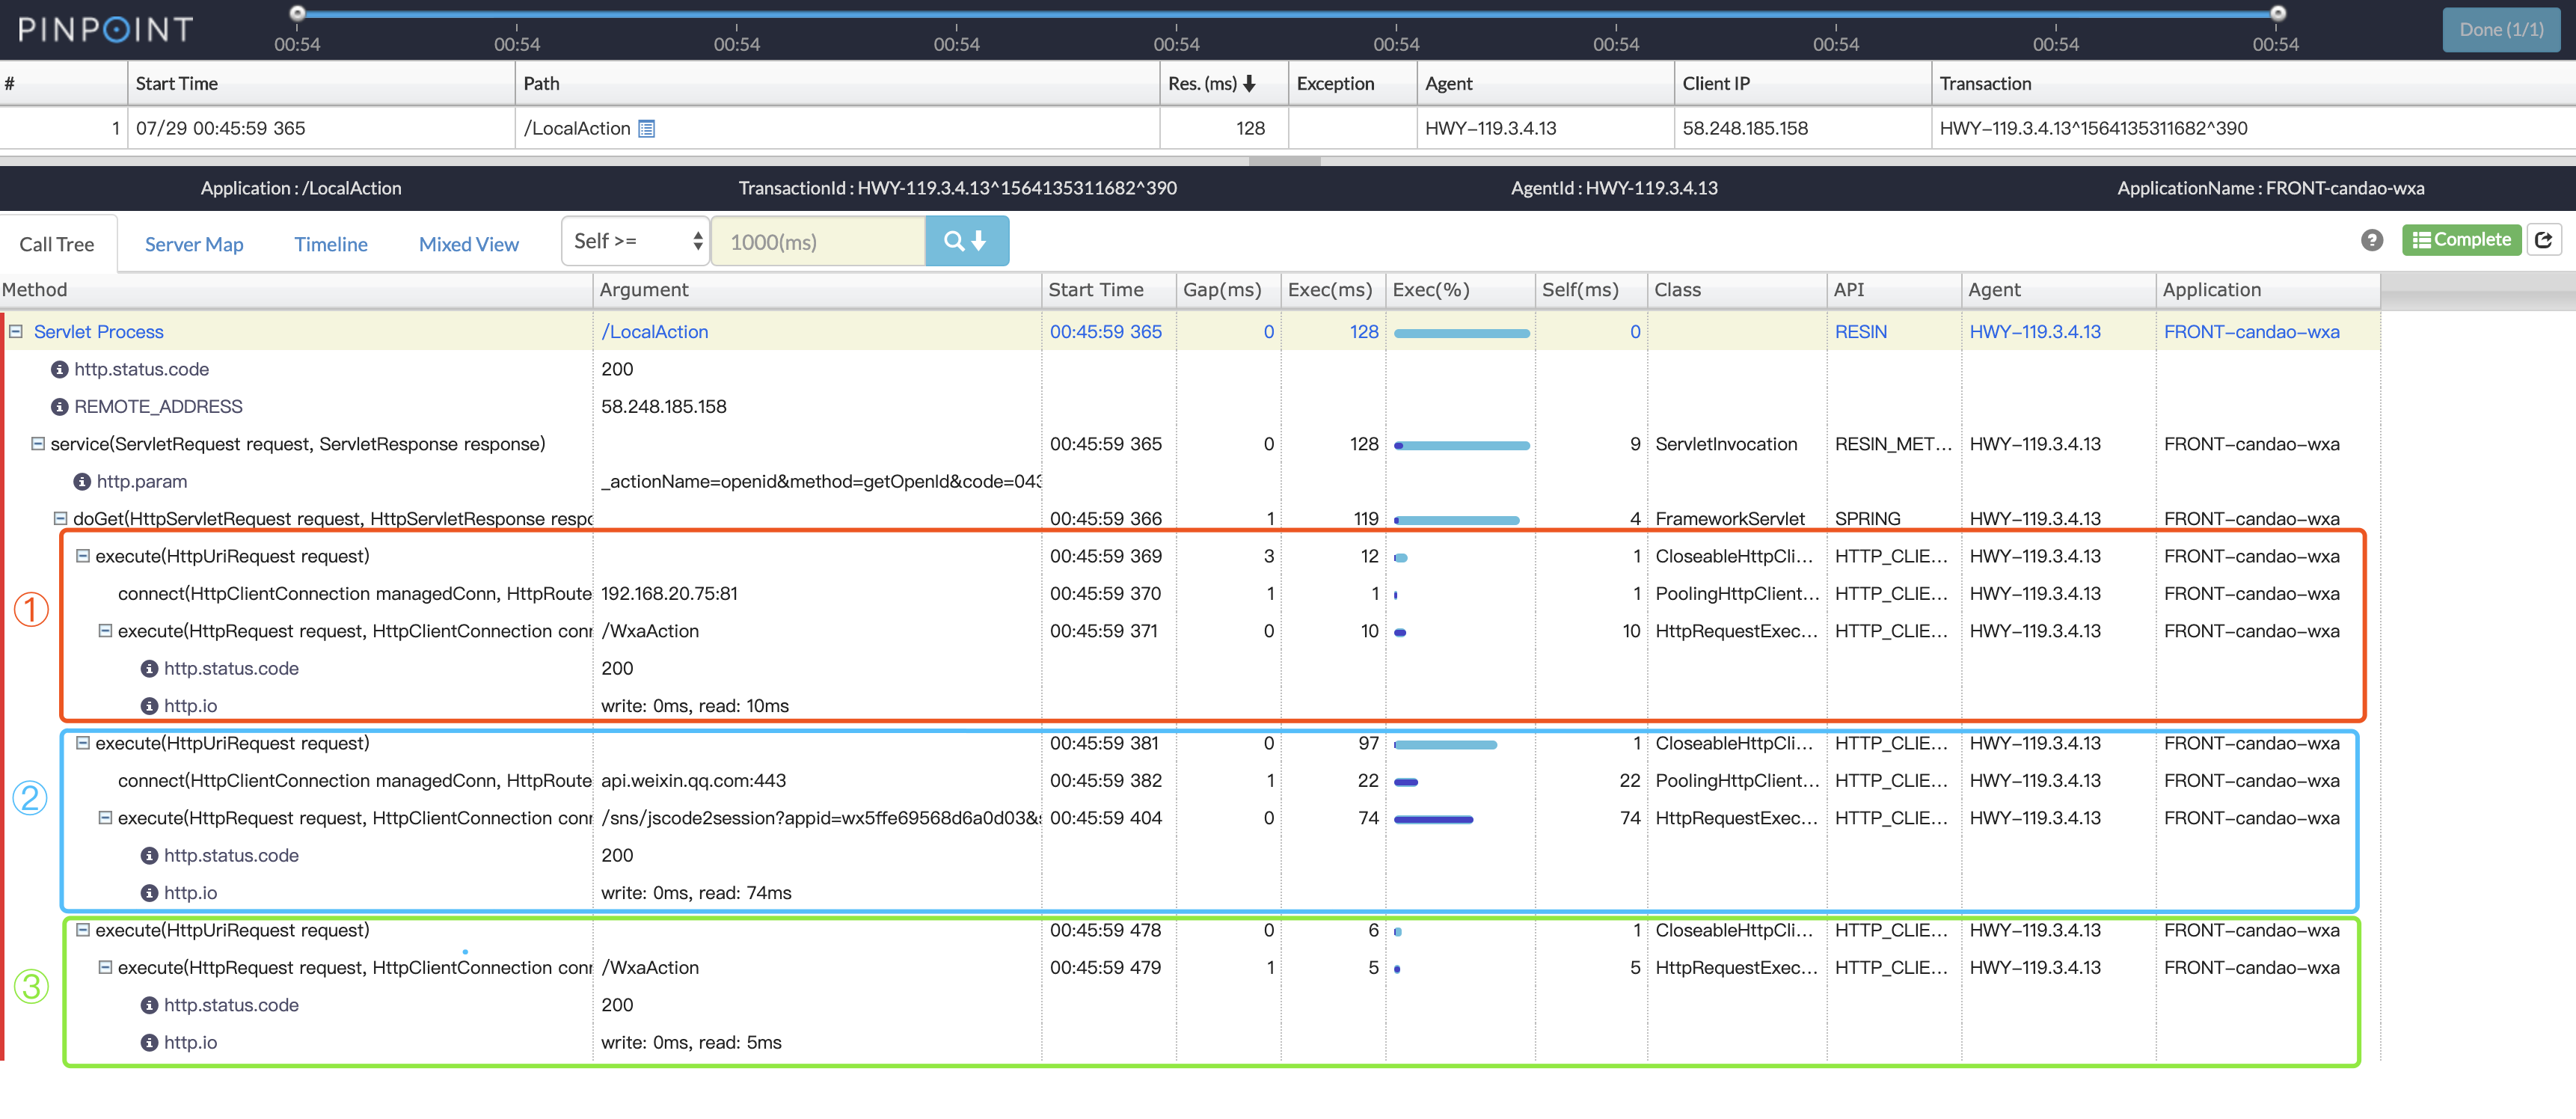 PINPOINT
00:54 00:54 00:54 00:54 00:54 00:54 00:54 00:54 00:54 00:54
Done (1/1)
# Start Time Path Res. (ms) Exception Agent Client IP Transaction
1 07/29 00:45:59 365 /LocalAction 128 HWY-119.3.4.13 58.248.185.158 HWY-119.3.4.13^1564135311682^390
Application : /LocalAction TransactionId : HWY-119.3.4.13^1564135311682^390 AgentId : HWY-119.3.4.13 ApplicationName : FRONT-candao-wxa
Call Tree Server Map Timeline Mixed View Self >= 1000(ms) Complete
Method Argument Start Time Gap(ms) Exec(ms) Exec(%) Self(ms) Class API Agent Application
Servlet Process /LocalAction 00:45:59 365 0 128 0 RESIN HWY-119.3.4.13 FRONT-candao-wxa
http.status.code 200
REMOTE_ADDRESS 58.248.185.158
service(ServletRequest request, ServletResponse response) 00:45:59 365 0 128 9 ServletInvocation RESIN_MET... HWY-119.3.4.13 FRONT-candao-wxa
http.param _actionName=openid&method=getOpenId&code=043
doGet(HttpServletRequest request, HttpServletResponse respo 00:45:59 366 1 119 4 FrameworkServlet SPRING HWY-119.3.4.13 FRONT-candao-wxa
execute(HttpUriRequest request) 00:45:59 369 3 12 1 CloseableHttpCli... HTTP_CLIE... HWY-119.3.4.13 FRONT-candao-wxa
① connect(HttpClientConnection managedConn, HttpRoute 192.168.20.75:81 00:45:59 370 1 1 1 PoolingHttpClient... HTTP_CLIE... HWY-119.3.4.13 FRONT-candao-wxa
execute(HttpRequest request, HttpClientConnection conn /WxaAction 00:45:59 371 0 10 10 HttpRequestExec... HTTP_CLIE... HWY-119.3.4.13 FRONT-candao-wxa
http.status.code 200
http.io write: 0ms, read: 10ms
execute(HttpUriRequest request) 00:45:59 381 0 97 1 CloseableHttpCli... HTTP_CLIE... HWY-119.3.4.13 FRONT-candao-wxa
② connect(HttpClientConnection managedConn, HttpRoute api.weixin.qq.com:443 00:45:59 382 1 22 22 PoolingHttpClient... HTTP_CLIE... HWY-119.3.4.13 FRONT-candao-wxa
execute(HttpRequest request, HttpClientConnection conn /sns/jscode2session?appid=wx5ffe69568d6a0d03&s 00:45:59 404 0 74 74 HttpRequestExec... HTTP_CLIE... HWY-119.3.4.13 FRONT-candao-wxa
http.status.code 200
http.io write: 0ms, read: 74ms
execute(HttpUriRequest request) 00:45:59 478 0 6 1 CloseableHttpCli... HTTP_CLIE... HWY-119.3.4.13 FRONT-candao-wxa
③ execute(HttpRequest request, HttpClientConnection conn /WxaAction 00:45:59 479 1 5 5 HttpRequestExec... HTTP_CLIE... HWY-119.3.4.13 FRONT-candao-wxa
http.status.code 200
http.io write: 0ms, read: 5ms